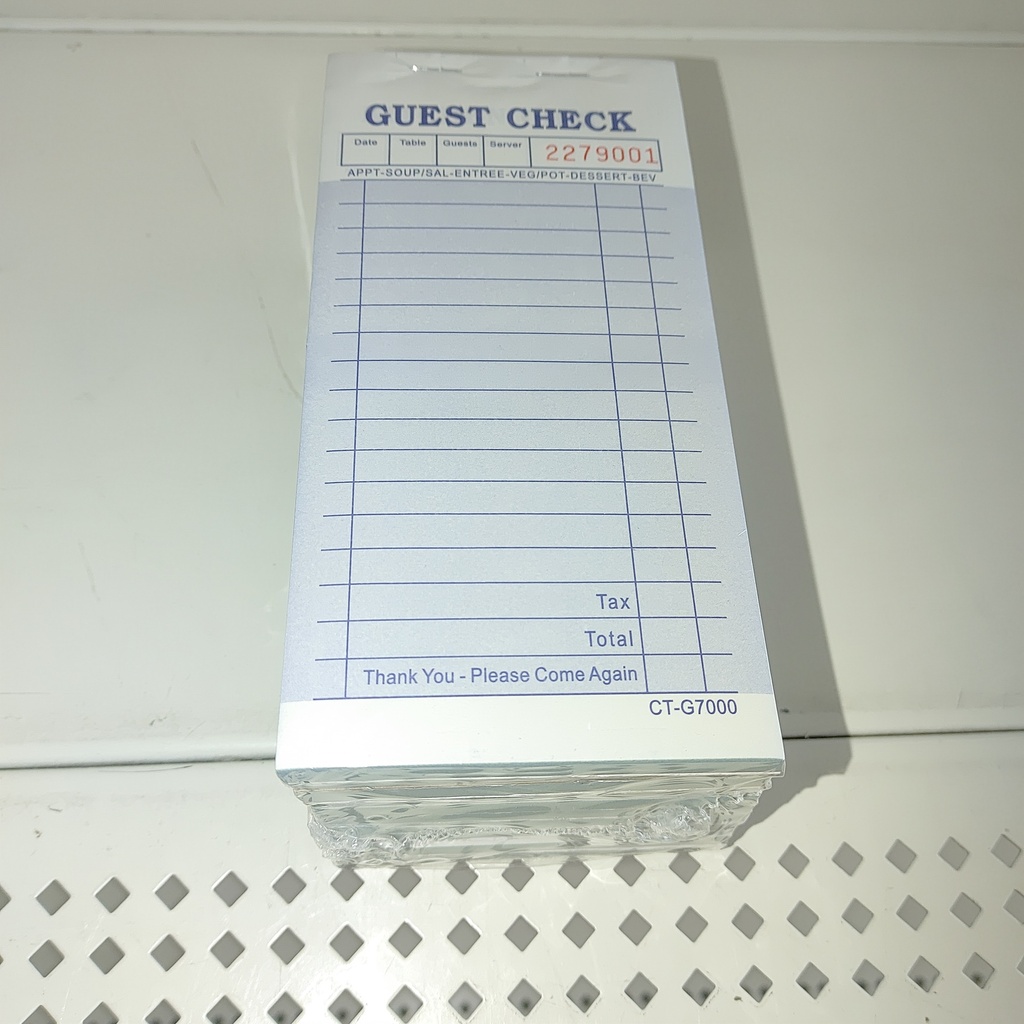 GUEST CHECK
Date Table Guests Server 2279001
APPT-SOUP/SAL-ENTREE-VEG/POT-DESSERT-BEV
Tax
Total
Thank You - Please Come Again
CT-G7000